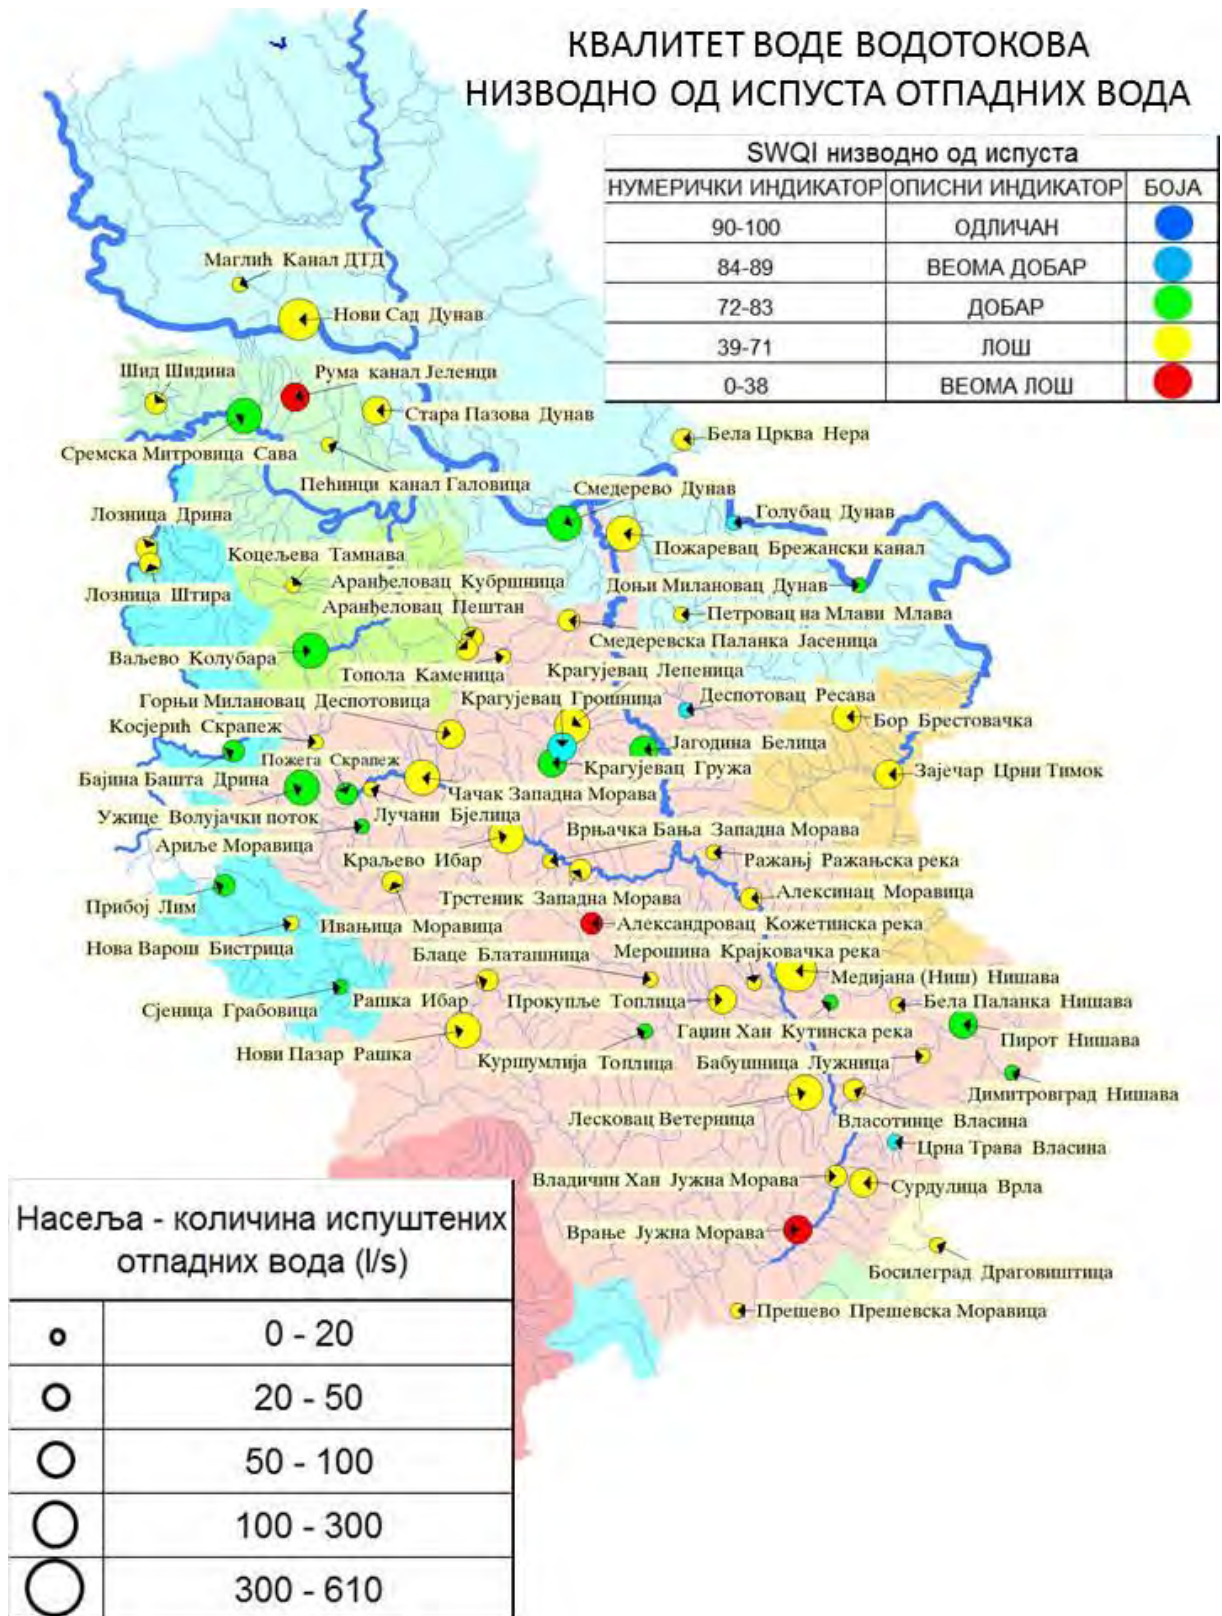 КВАЛИТЕТ ВОДЕ ВОДОТОКОВА
НИЗВОДНО ОД ИСПУСТА ОТПАДНИХ ВОДА
SWQI низводно од испуста
НУМЕРИЧКИ ИНДИКАТОР ОПИСНИ ИНДИКАТОР БОЈА
90-100 ОДЛИЧАН
84-89 ВЕОМА ДОБАР
72-83 ДОБАР
39-71 ЛОШ
0-38 ВЕОМА ЛОШ
Маглић Канал ДТД
Нови Сад Дунав
Шид Шидина
Рума канал Јеленци
Стара Пазова Дунав
Сремска Митровица Сава
Бела Црква Нера
Пећинци канал Галовица
Смедерево Дунав
Лозница Дрина
Голубац Дунав
Коцељева Тамнава
Пожаревац Брежански канал
Аранђеловац Кубршница
Доњи Милановац Дунав
Лозница Штира
Аранђеловац Пештан
Петровац на Млави Млава
Смедеревска Паланка Јасеница
Ваљево Колубара
Топола Каменица
Крагујевац Лепеница
Горњи Милановац Деспотовица
Крагујевац Грошница
Деспотовац Ресава
Косјерић Скрапеж
Бор Брестовачка
Јагодина Белица
Пожега Скрапеж
Крагујевац Гружа
Зајечар Црни Тимок
Бајина Башта Дрина
Чачак Западна Морава
Ужице Волујачки поток
Лучани Бјелица
Врњачка Бања Западна Морава
Ариље Моравица
Краљево Ибар
Ражањ Ражањска река
Трстеник Западна Морава
Алексинац Моравица
Прибој Лим
Ивањица Моравица
Александровац Кожетинска река
Нова Варош Бистрица
Блаце Блаташница
Мерошина Крајковачка река
Медијана (Ниш) Нишава
Рашка Ибар
Прокупље Топлица
Бела Паланка Нишава
Сјеница Грабовица
Гаџин Хан Кутинска река
Пирот Нишава
Нови Пазар Рашка
Куршумлија Топлица
Бабушница Лужница
Димитровград Нишава
Лесковац Ветерница
Власотинце Власина
Црна Трава Власина
Владичин Хан Јужна Морава
Сурдулица Врла
Врање Јужна Морава
Босилеград Драговиштица
Прешево Прешевска Моравица
Насеља - количина испуштених
отпадних вода (l/s)
0 - 20
20 - 50
50 - 100
100 - 300
300 - 610